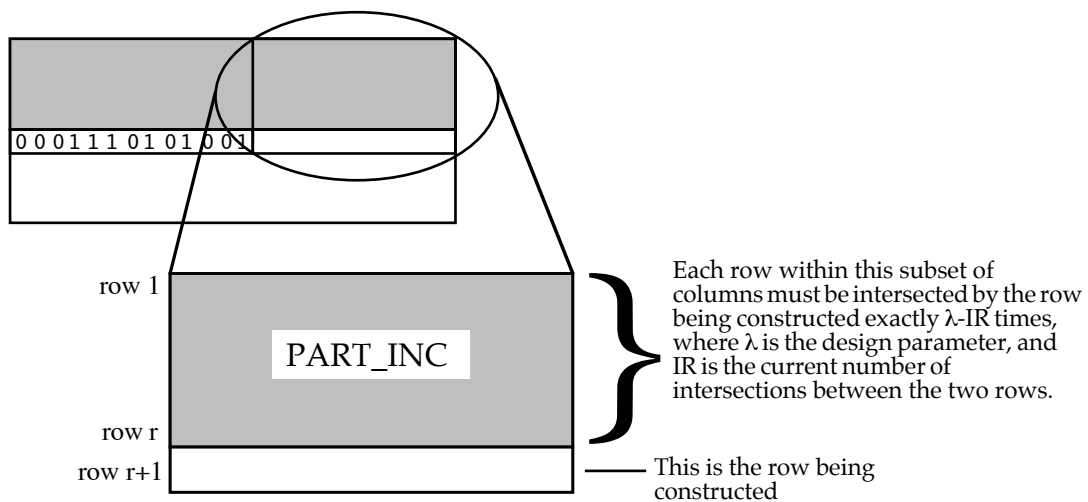 0 0 0 1 1 1 0 1 0 1 0 0 1
row 1
PART_INC
row r
row r+1
Each row within this subset of
columns must be intersected by the row
being constructed exactly λ-IR times,
where λ is the design parameter, and
IR is the current number of
intersections between the two rows.
This is the row being
constructed